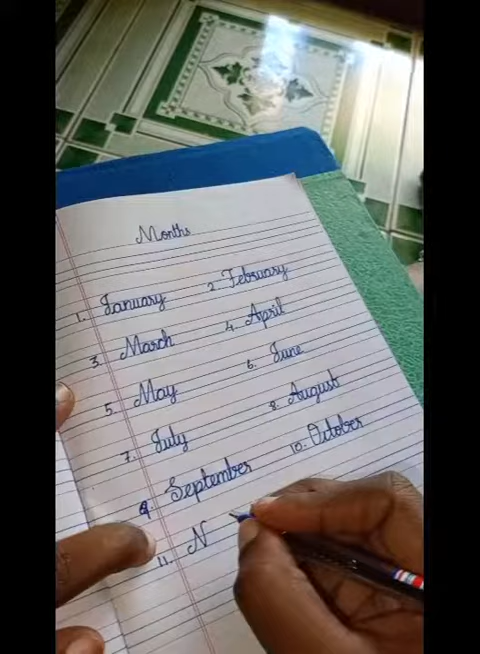 Months
1. January 2. February
3. March 4. April
5. May 6. June
7. July 8. August
9. September 10. October
11. N